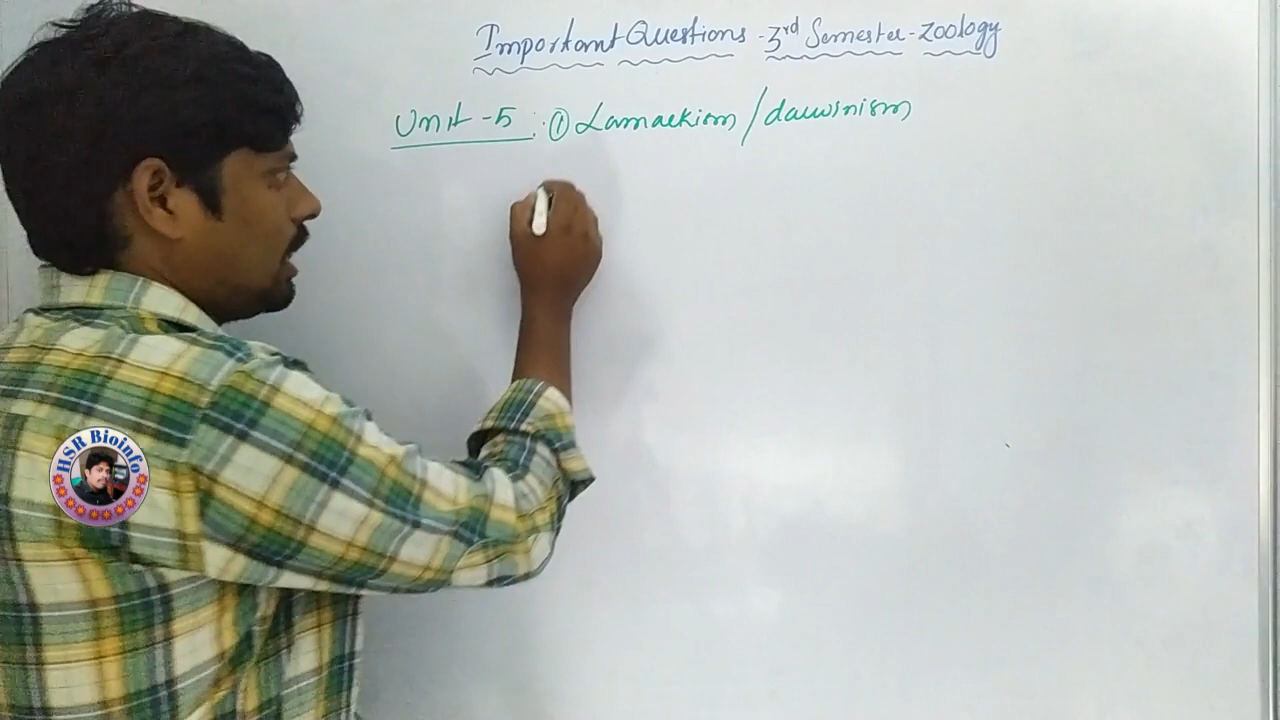 Important Questions - 3rd Semester - Zoology
Unit - 5 : ① Lamarckism / darwinism
HSR Bioinfo